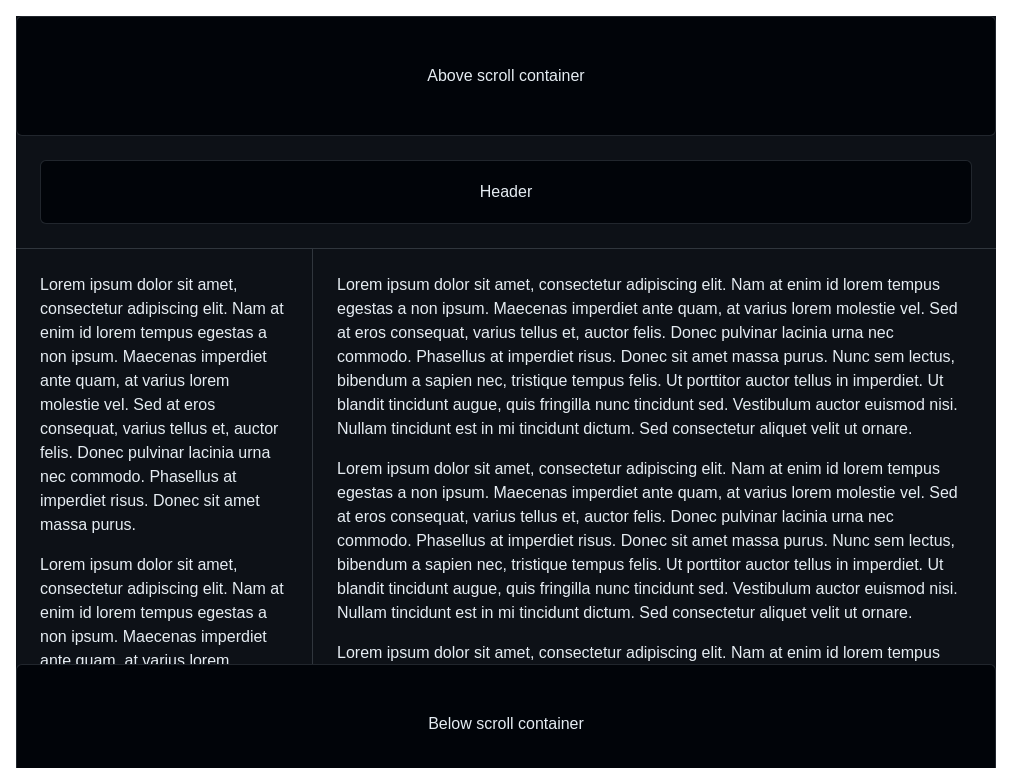 Above scroll container
Header
Lorem ipsum dolor sit amet,
consectetur adipiscing elit. Nam at
enim id lorem tempus egestas a
non ipsum. Maecenas imperdiet
ante quam, at varius lorem
molestie vel. Sed at eros
consequat, varius tellus et, auctor
felis. Donec pulvinar lacinia urna
nec commodo. Phasellus at
imperdiet risus. Donec sit amet
massa purus.
Lorem ipsum dolor sit amet,
consectetur adipiscing elit. Nam at
enim id lorem tempus egestas a
non ipsum. Maecenas imperdiet
ante quam, at varius lorem
Lorem ipsum dolor sit amet, consectetur adipiscing elit. Nam at enim id lorem tempus
egestas a non ipsum. Maecenas imperdiet ante quam, at varius lorem molestie vel. Sed
at eros consequat, varius tellus et, auctor felis. Donec pulvinar lacinia urna nec
commodo. Phasellus at imperdiet risus. Donec sit amet massa purus. Nunc sem lectus,
bibendum a sapien nec, tristique tempus felis. Ut porttitor auctor tellus in imperdiet. Ut
blandit tincidunt augue, quis fringilla nunc tincidunt sed. Vestibulum auctor euismod nisi.
Nullam tincidunt est in mi tincidunt dictum. Sed consectetur aliquet velit ut ornare.
Lorem ipsum dolor sit amet, consectetur adipiscing elit. Nam at enim id lorem tempus
egestas a non ipsum. Maecenas imperdiet ante quam, at varius lorem molestie vel. Sed
at eros consequat, varius tellus et, auctor felis. Donec pulvinar lacinia urna nec
commodo. Phasellus at imperdiet risus. Donec sit amet massa purus. Nunc sem lectus,
bibendum a sapien nec, tristique tempus felis. Ut porttitor auctor tellus in imperdiet. Ut
blandit tincidunt augue, quis fringilla nunc tincidunt sed. Vestibulum auctor euismod nisi.
Nullam tincidunt est in mi tincidunt dictum. Sed consectetur aliquet velit ut ornare.
Lorem ipsum dolor sit amet, consectetur adipiscing elit. Nam at enim id lorem tempus
Below scroll container